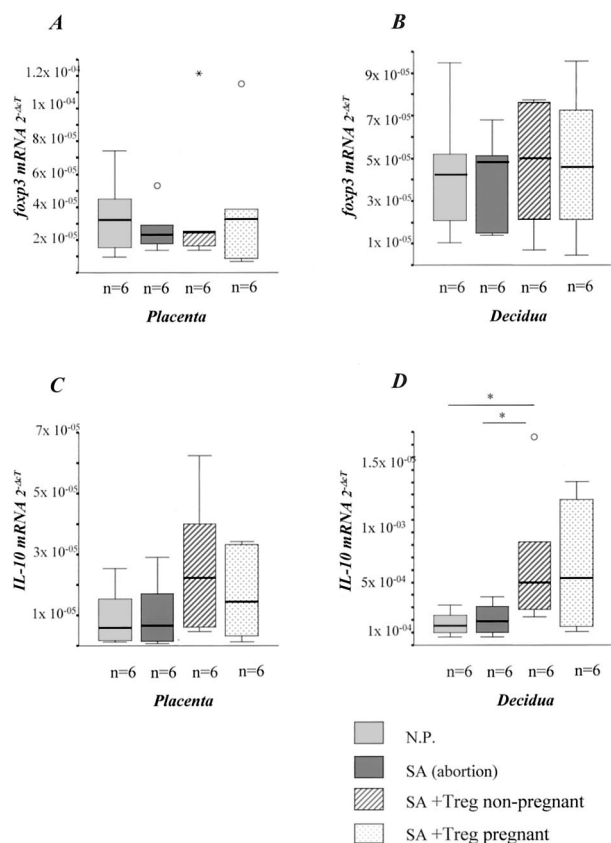 A
foxp3 mRNA 2^-ΔcT
1.2x 10^-04
1x 10^-04
8x 10^-05
6x 10^-05
4x 10^-05
2x 10^-05
*
n=6 n=6 n=6 n=6
Placenta
B
foxp3 mRNA 2^-ΔcT
9x 10^-05
7x 10^-05
5x 10^-05
3x 10^-05
1x 10^-05
n=6 n=6 n=6 n=6
Decidua
C
IL-10 mRNA 2^-ΔcT
7x 10^-05
5x 10^-05
3x 10^-05
1x 10^-05
n=6 n=6 n=6 n=6
Placenta
D
IL-10 mRNA 2^-ΔcT
1.5x 10^-05
1x 10^-03
5x 10^-04
1x 10^-04
*
*
n=6 n=6 n=6 n=6
Decidua
N.P.
SA (abortion)
SA +Treg non-pregnant
SA +Treg pregnant